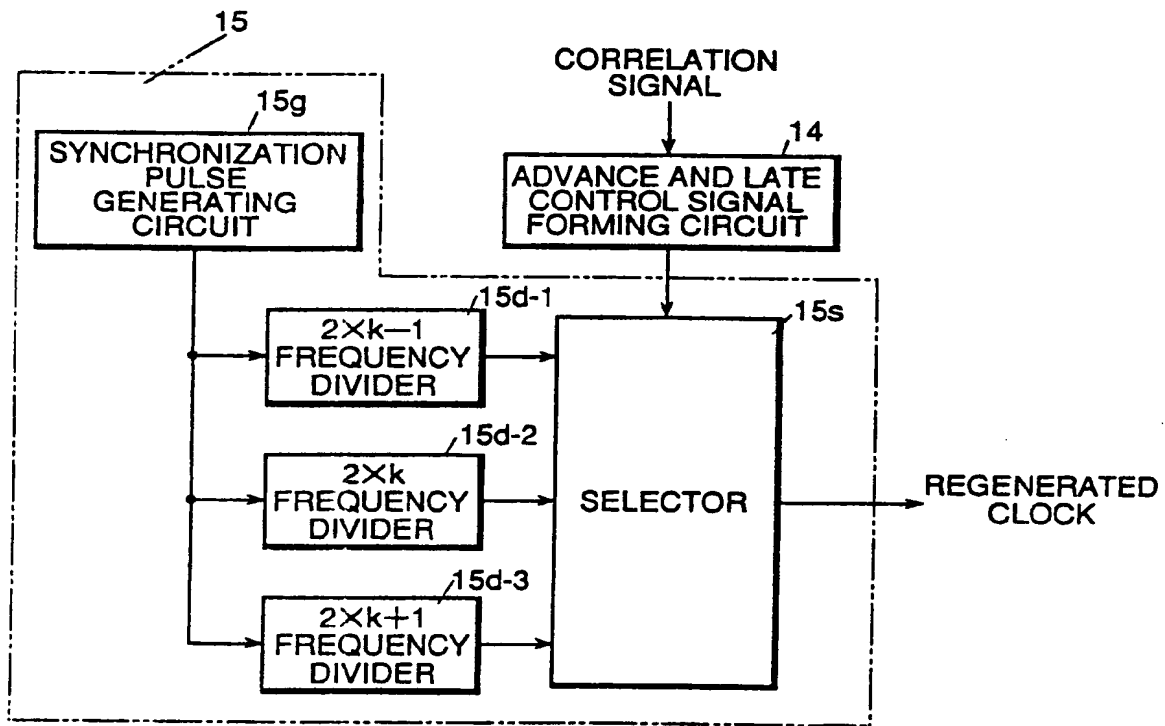 15
CORRELATION
SIGNAL
15g
SYNCHRONIZATION
PULSE
GENERATING
CIRCUIT
14
ADVANCE AND LATE
CONTROL SIGNAL
FORMING CIRCUIT
15d-1
2×k−1
FREQUENCY
DIVIDER
15s
15d-2
2×k
FREQUENCY
DIVIDER
SELECTOR
REGENERATED
CLOCK
15d-3
2×k+1
FREQUENCY
DIVIDER